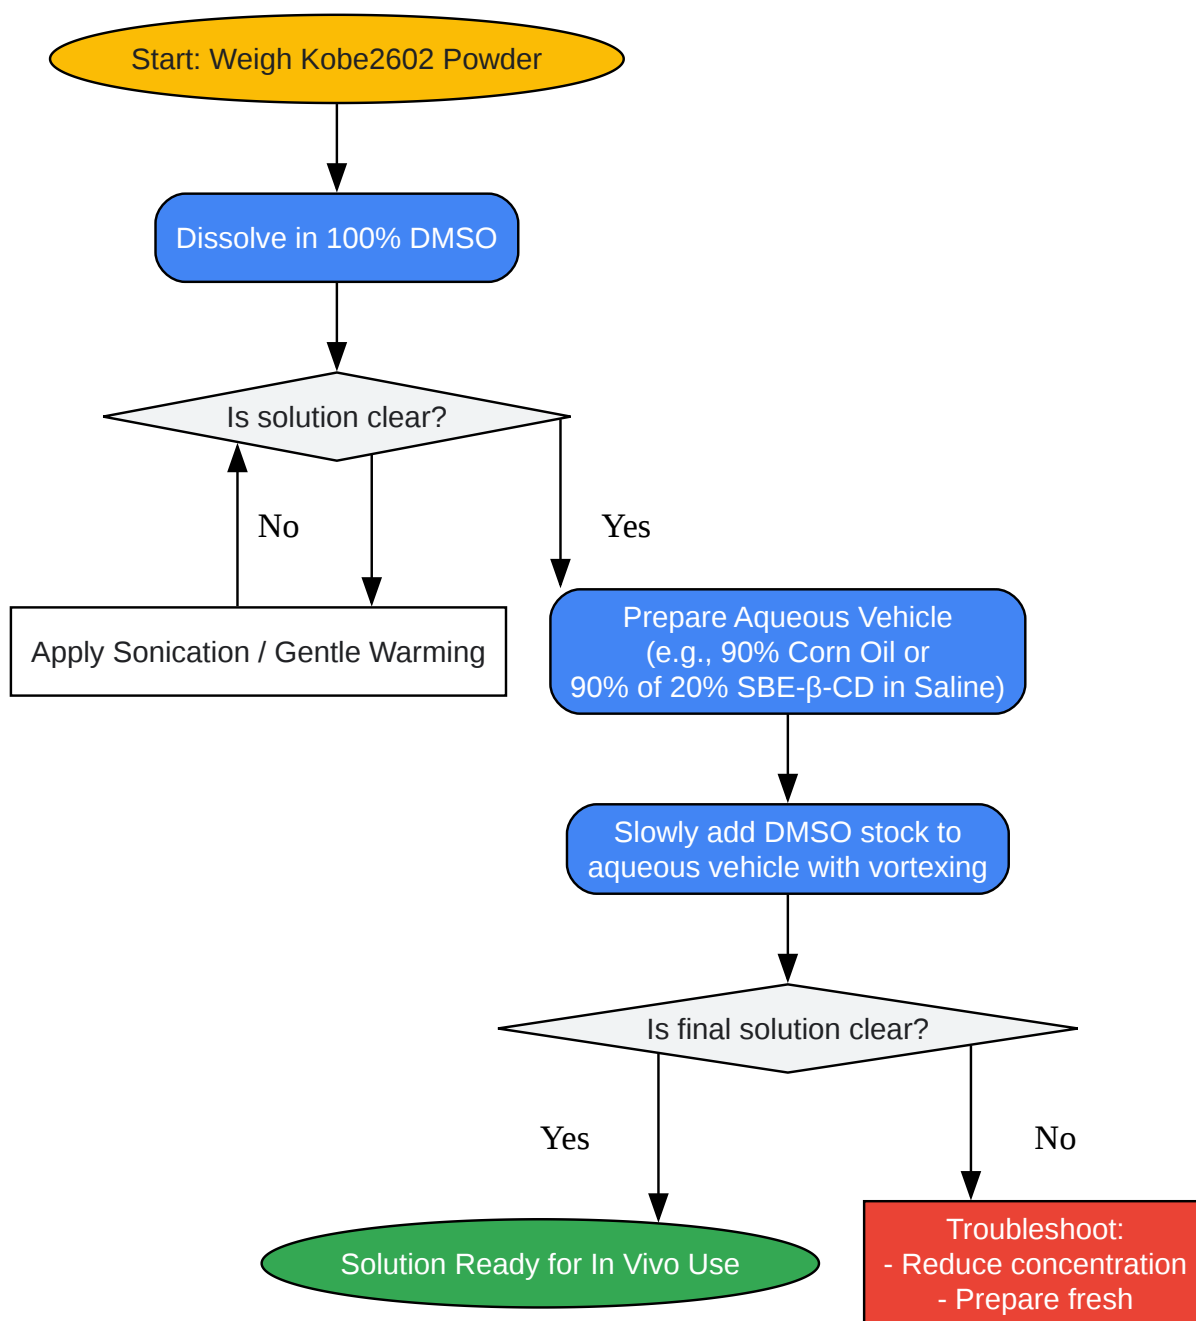 Start: Weigh Kobe2602 Powder
Dissolve in 100% DMSO
Is solution clear?
No
Yes
Apply Sonication / Gentle Warming
Prepare Aqueous Vehicle
(e.g., 90% Corn Oil or
90% of 20% SBE-β-CD in Saline)
Slowly add DMSO stock to
aqueous vehicle with vortexing
Is final solution clear?
Yes
No
Solution Ready for In Vivo Use
Troubleshoot:
- Reduce concentration
- Prepare fresh